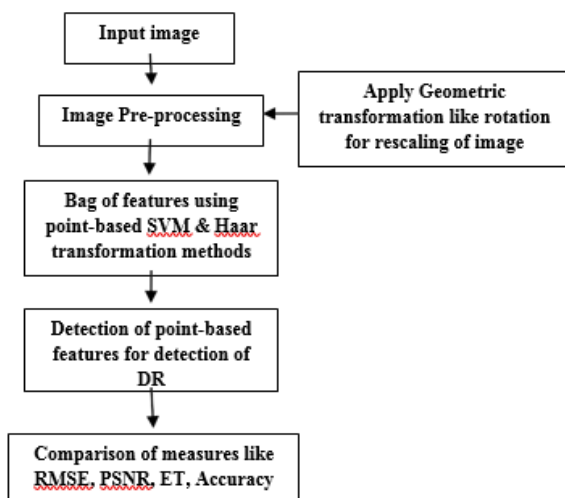 Input image
Image Pre-processing
Apply Geometric
transformation like rotation
for rescaling of image
Bag of features using
point-based SVM & Haar
transformation methods
Detection of point-based
features for detection of
DR
Comparison of measures like
RMSE, PSNR, ET, Accuracy